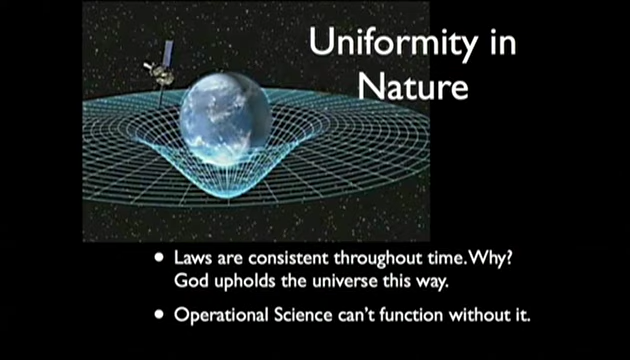 Uniformity in
Nature
• Laws are consistent throughout time. Why?
God upholds the universe this way.
• Operational Science can't function without it.